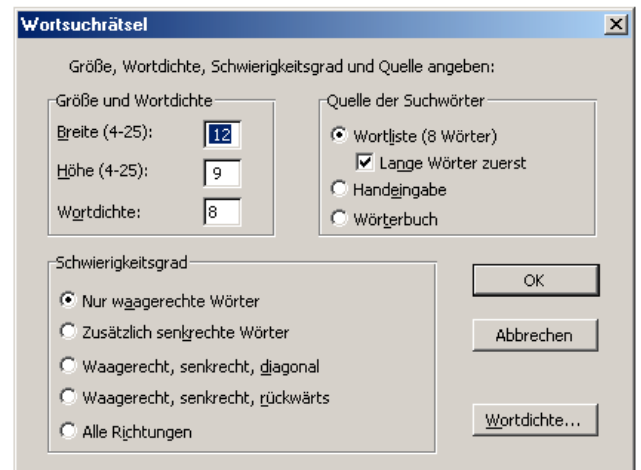 Wortsuchrätsel
Größe, Wortdichte, Schwierigkeitsgrad und Quelle angeben:
Größe und Wortdichte
Breite (4-25): 12
Höhe (4-25): 9
Wortdichte: 8
Quelle der Suchwörter
Wortliste (8 Wörter)
Lange Wörter zuerst
Handeingabe
Wörterbuch
Schwierigkeitsgrad
Nur waagerechte Wörter
Zusätzlich senkrechte Wörter
Waagerecht, senkrecht, diagonal
Waagerecht, senkrecht, rückwärts
Alle Richtungen
OK
Abbrechen
Wortdichte...